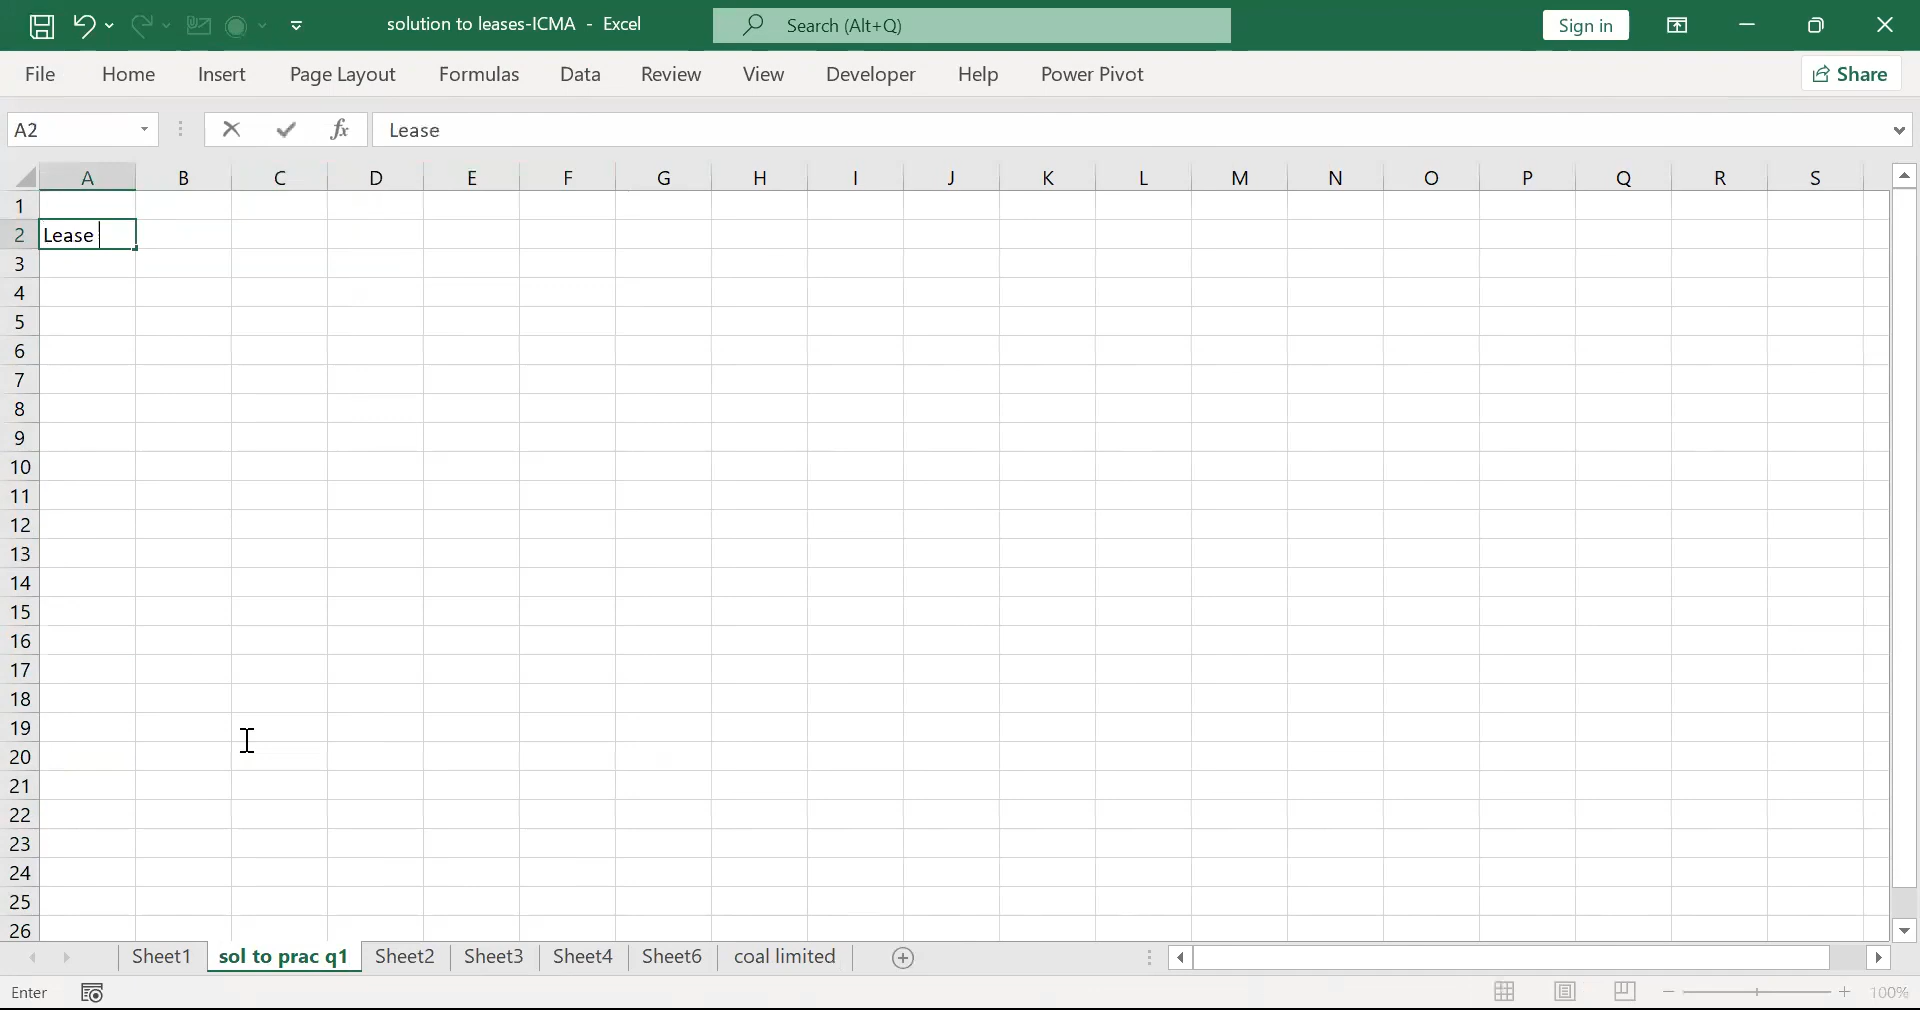 solution to leases-ICMA - Excel
Search (Alt+Q)
Sign in
File Home Insert Page Layout Formulas Data Review View Developer Help Power Pivot
Share
A2 fx Lease
A B C D E F G H I J K L M N O P Q R S
1
2 Lease
3
4
5
6
7
8
9
10
11
12
13
14
15
16
17
18
19
20
21
22
23
24
25
26
Sheet1 sol to prac q1 Sheet2 Sheet3 Sheet4 Sheet6 coal limited
Enter 100%